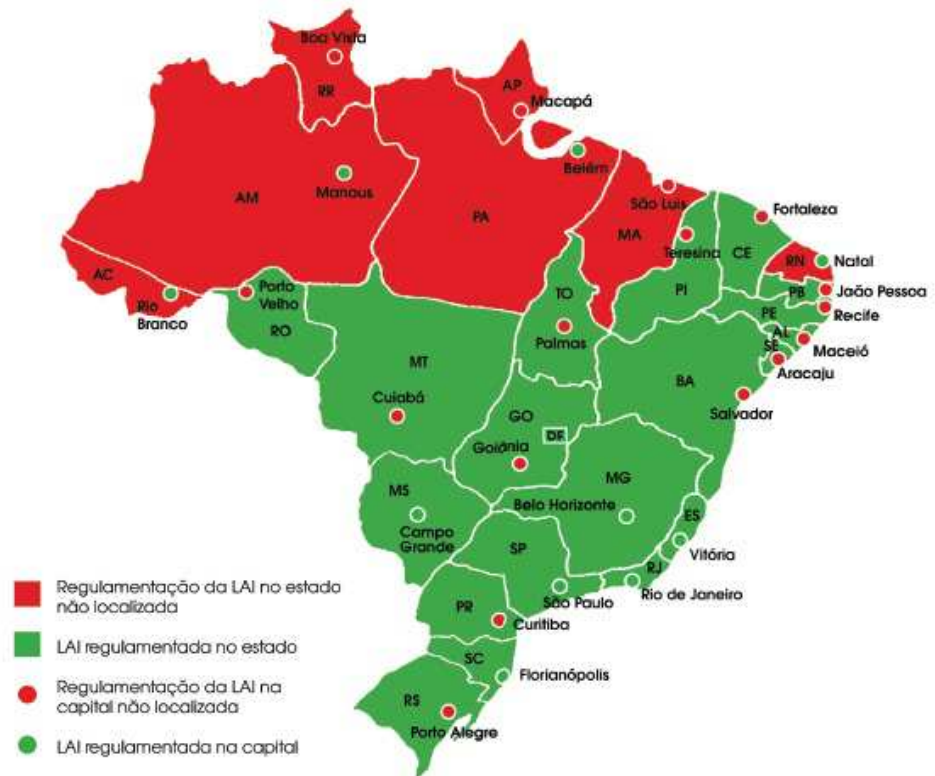 Boa Vista
RR
AP
Macapá
Belém
Manaus
AM
PA
São Luis
MA
Teresina
CE
Fortaleza
RN
Natal
AC
Rio
Branco
Porto
Velho
RO
TO
Palmas
PI
PB
Jaão Pessoa
PE
Recife
AL
Maceió
SE
Aracaju
MT
Cuiabá
BA
Salvador
GO
DF
Goiânia
MG
Belo Horizonte
MS
Campo
Grande
ES
Vitória
SP
RJ
São Paulo
Rio de Janeiro
PR
Curitiba
SC
Florianópolis
RS
Porto Alegre
Regulamentação da LAI no estado
não localizada
LAI regulamentada no estado
Regulamentação da LAI na
capital não localizada
LAI regulamentada na capital